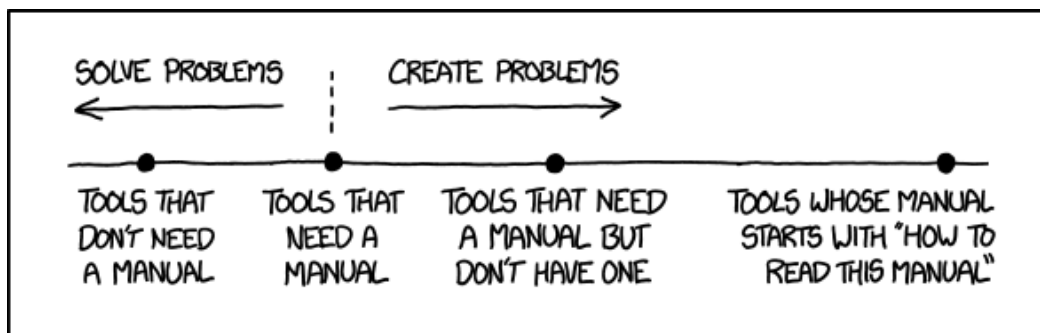 SOLVE PROBLEMS
CREATE PROBLEMS
TOOLS THAT
DON'T NEED
A MANUAL
TOOLS THAT
NEED A
MANUAL
TOOLS THAT NEED
A MANUAL BUT
DON'T HAVE ONE
TOOLS WHOSE MANUAL
STARTS WITH "HOW TO
READ THIS MANUAL"